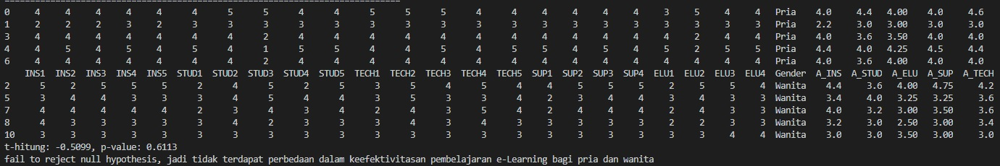 --------------------------------------------------------------------------------
0 4 4 4 4 4 4 5 5 4 4 5 5 5 4 4 4 4 4 4 3 5 4 4 Pria 4.0 4.4 4.00 4.0 4.6
1 2 2 2 3 2 3 3 3 3 3 3 3 3 3 3 3 3 3 3 3 3 3 3 Pria 2.2 3.0 3.00 3.0 3.0
3 4 4 4 4 4 4 4 2 4 4 4 4 4 4 4 4 4 4 4 4 2 4 4 Pria 4.0 3.6 3.50 4.0 4.0
4 4 5 4 5 4 5 4 1 5 5 4 4 5 4 5 5 4 5 4 5 2 5 5 Pria 4.4 4.0 4.25 4.5 4.4
6 4 4 4 4 4 4 4 2 4 4 4 4 4 4 4 4 4 4 4 4 4 4 4 Pria 4.0 3.6 4.00 4.0 4.0
INS1 INS2 INS3 INS4 INS5 STUD1 STUD2 STUD3 STUD4 STUD5 TECH1 TECH2 TECH3 TECH4 TECH5 SUP1 SUP2 SUP3 SUP4 ELU1 ELU2 ELU3 ELU4 Gender A_INS A_STUD A_ELU A_SUP A_TECH
2 5 2 5 5 5 2 4 5 2 5 3 5 4 5 4 5 4 5 5 2 5 5 4 Wanita 4.4 3.6 4.00 4.75 4.2
5 3 4 4 3 3 3 4 5 4 4 3 5 3 3 4 2 3 4 4 3 4 3 3 Wanita 3.4 4.0 3.25 3.25 3.6
7 4 4 4 4 4 2 3 4 3 4 2 4 3 5 4 2 4 4 4 2 4 3 3 Wanita 4.0 3.2 3.00 3.50 3.6
8 4 3 3 3 3 4 2 3 3 3 4 3 4 3 3 3 3 3 3 2 2 3 3 Wanita 3.2 3.0 2.50 3.00 3.4
10 3 3 3 3 3 3 3 3 3 3 3 3 3 3 3 3 3 3 3 3 3 4 4 Wanita 3.0 3.0 3.50 3.00 3.0
t-hitung: -0.5099, p-value: 0.6113
fail to reject null hypothesis, jadi tidak terdapat perbedaan dalam keefektivitasan pembelajaran e-Learning bagi pria dan wanita